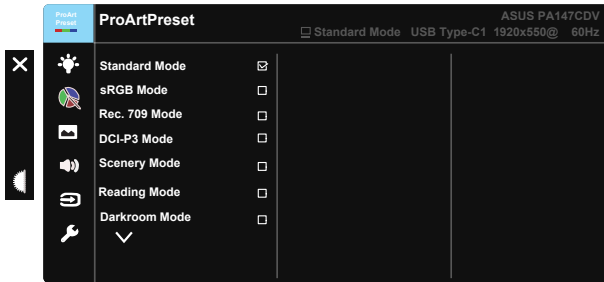 ProArt
Preset
ProArtPreset
ASUS PA147CDV
Standard Mode USB Type-C1 1920x550@ 60Hz
Standard Mode
sRGB Mode
Rec. 709 Mode
DCI-P3 Mode
Scenery Mode
Reading Mode
Darkroom Mode